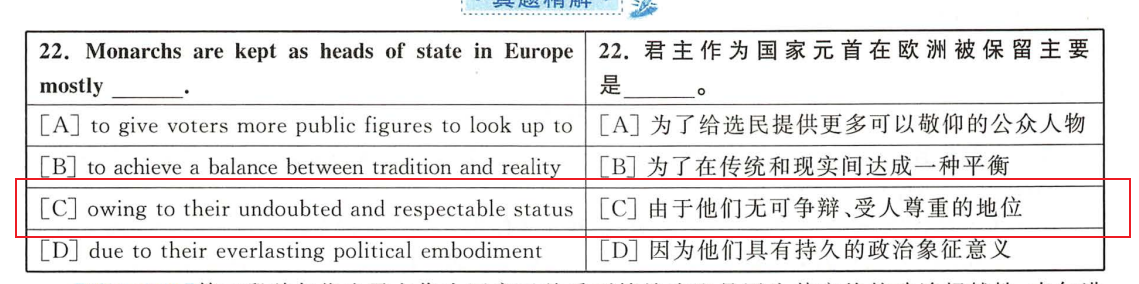 真题精解
22. Monarchs are kept as heads of state in Europe
mostly ______.
22. 君主作为国家元首在欧洲被保留主要
是______。
[A] to give voters more public figures to look up to
[A] 为了给选民提供更多可以敬仰的公众人物
[B] to achieve a balance between tradition and reality
[B] 为了在传统和现实间达成一种平衡
[C] owing to their undoubted and respectable status
[C] 由于他们无可争辩、受人尊重的地位
[D] due to their everlasting political embodiment
[D] 因为他们具有持久的政治象征意义